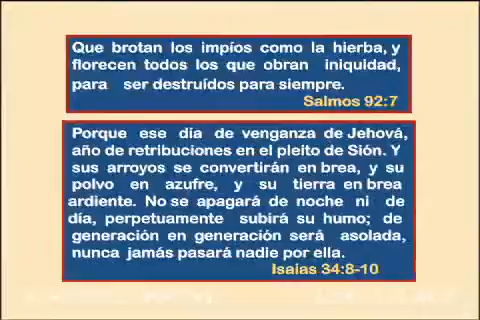 Que brotan los impíos como la hierba, y
florecen todos los que obran iniquidad,
para ser destruídos para siempre.
Salmos 92:7
Porque ese día de venganza de Jehová,
año de retribuciones en el pleito de Sión. Y
sus arroyos se convertirán en brea, y su
polvo en azufre, y su tierra en brea
ardiente. No se apagará de noche ni de
día, perpetuamente subirá su humo; de
generación en generación será asolada,
nunca jamás pasará nadie por ella.
Isaías 34:8-10